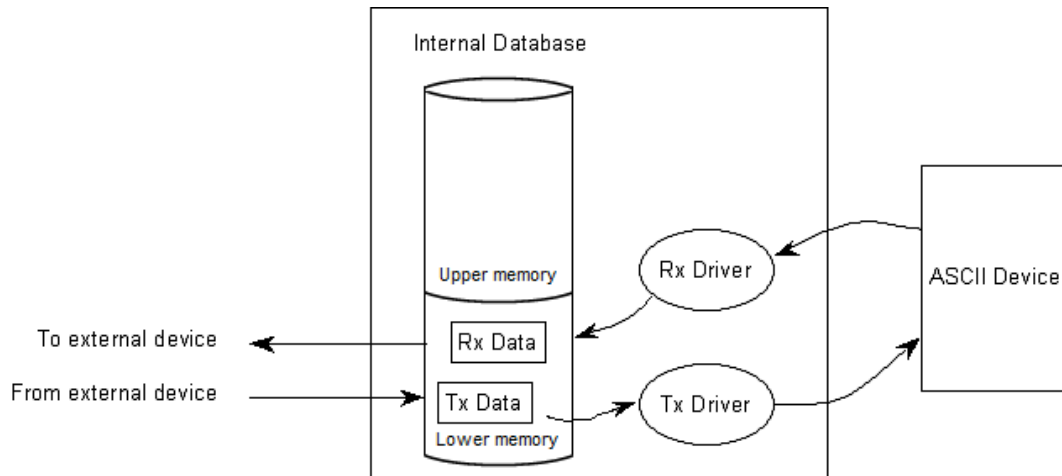 Internal Database
Upper memory
Rx Driver
ASCII Device
To external device
Rx Data
From external device
Tx Data
Tx Driver
Lower memory